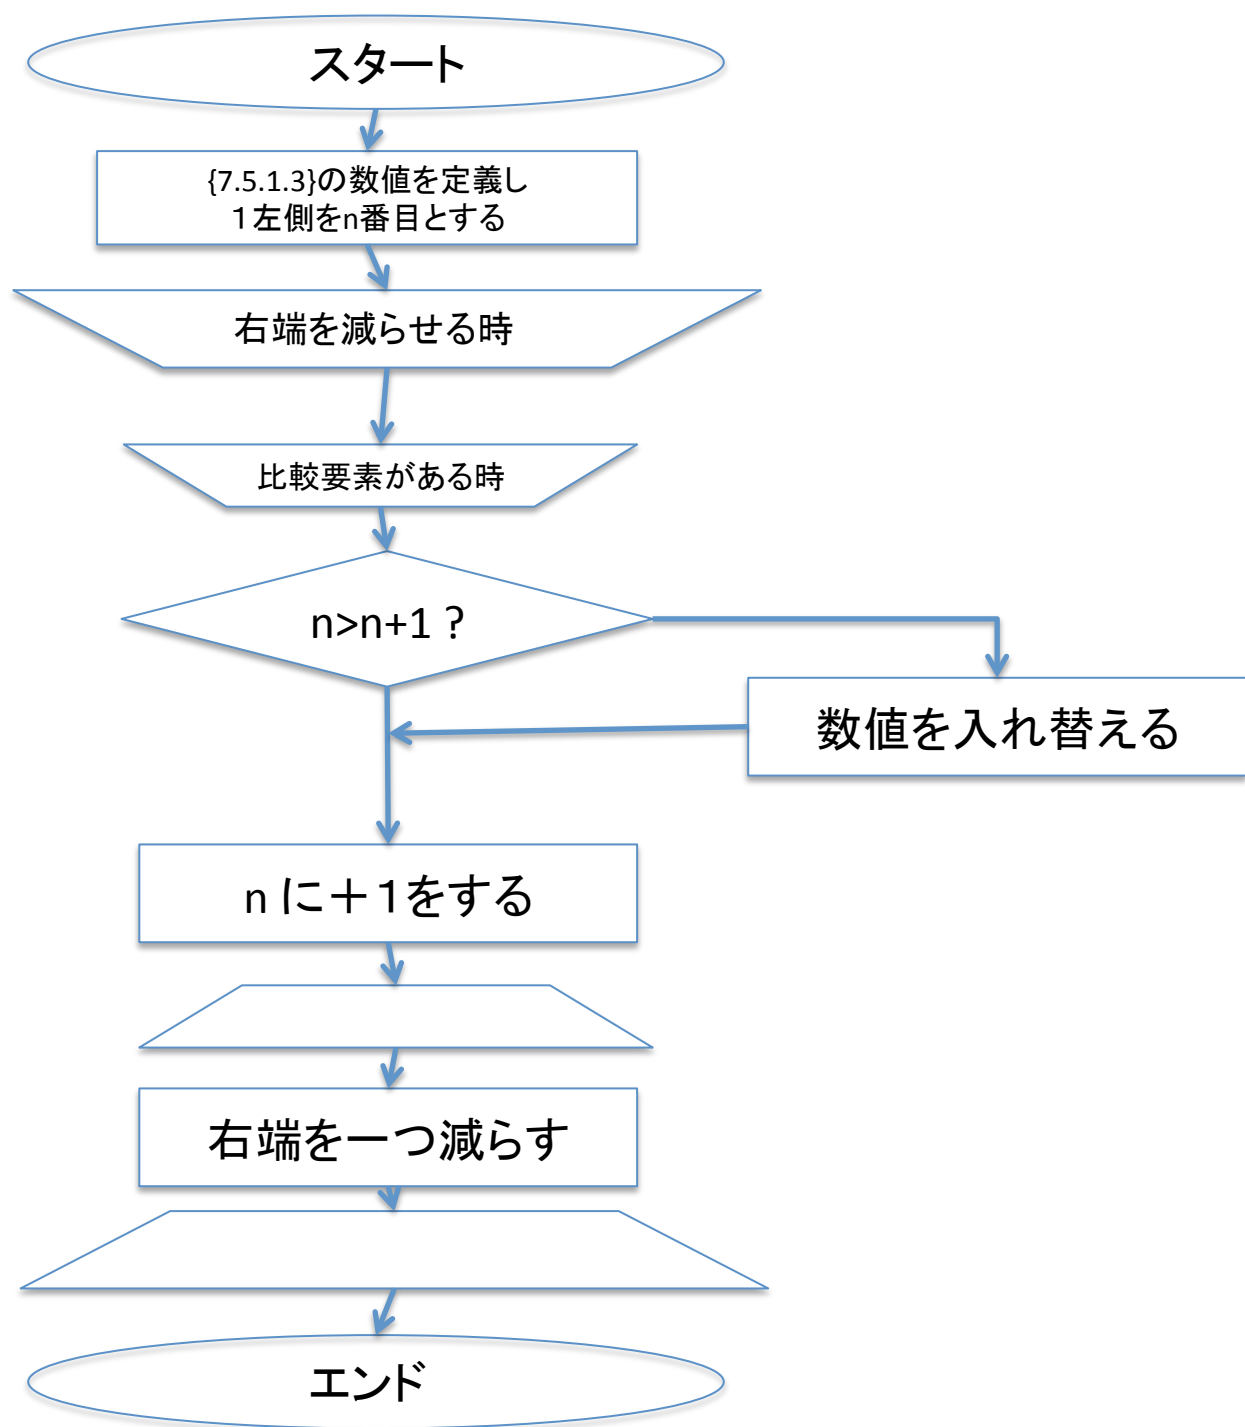 スタート
{7.5.1.3}の数値を定義し
１左側をn番目とする
右端を減らせる時
比較要素がある時
n>n+1 ?
数値を入れ替える
n に＋１をする
右端を一つ減らす
エンド